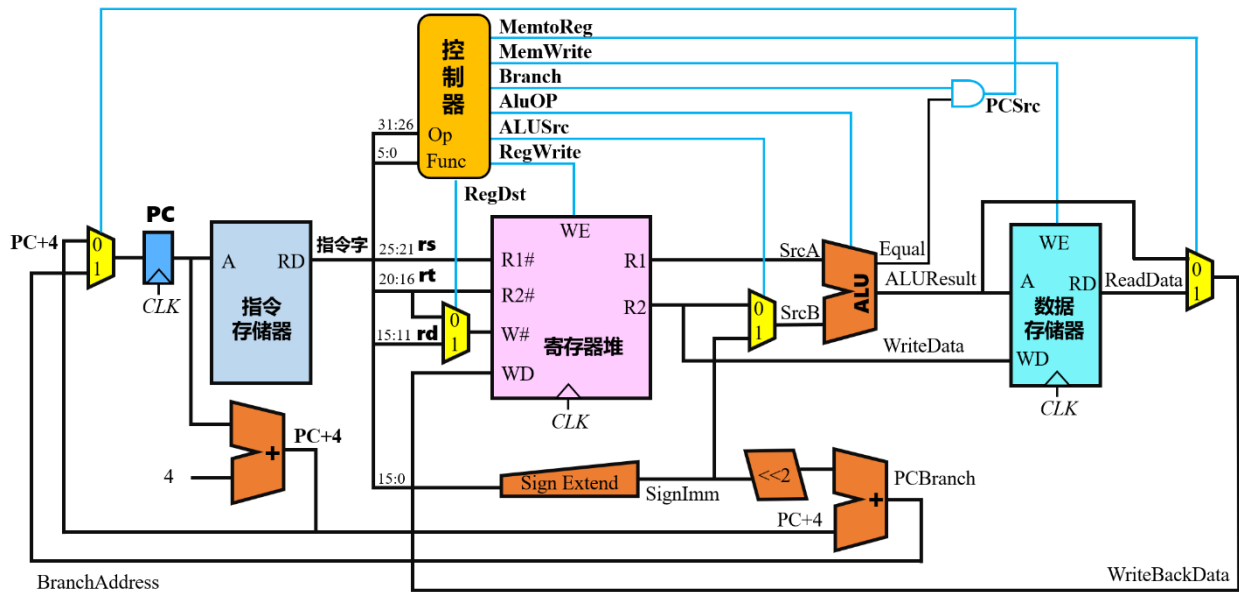 MemtoReg
MemWrite
Branch
AluOP
ALUSrc
RegWrite
RegDst
控制器
Op
Func
31:26
5:0
PCSrc
PC+4
0
1
PC
CLK
A
RD
指令
存储器
指令字
25:21 rs
20:16 rt
15:11 rd
0
1
WE
R1#
R2#
W#
WD
R1
R2
寄存器堆
CLK
0
1
SrcA
SrcB
ALU
Equal
ALUResult
WriteData
WE
A
RD
WD
数据
存储器
CLK
ReadData
0
1
4
+
PC+4
15:0
Sign Extend
SignImm
<<2
PC+4
+
PCBranch
BranchAddress
WriteBackData